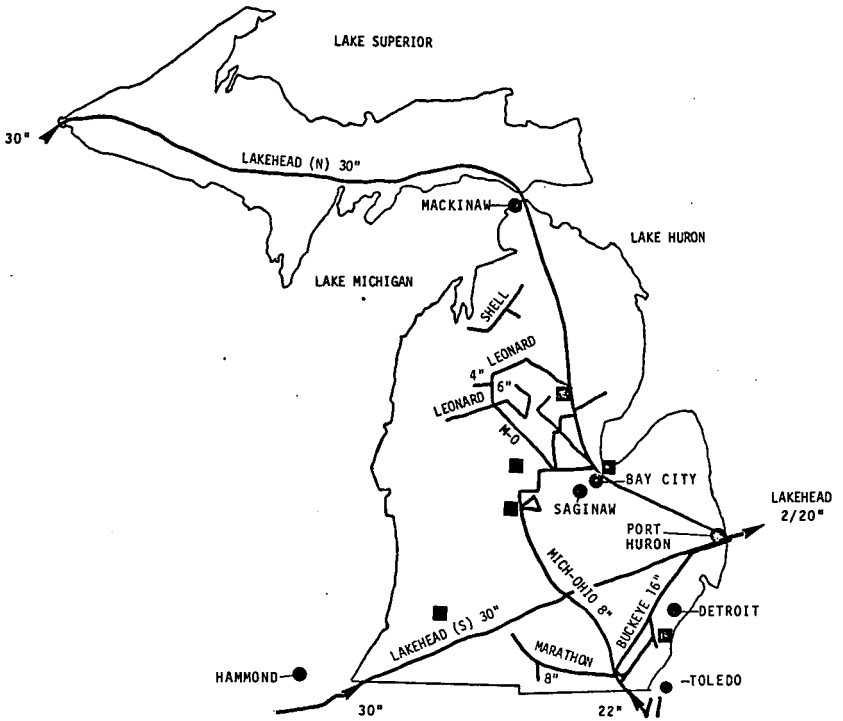 LAKE SUPERIOR
30"
LAKEHEAD (N) 30"
MACKINAW
LAKE HURON
LAKE MICHIGAN
SHELL
LEONARD
4"
6"
LEONARD
M-O
BAY CITY
SAGINAW
LAKEHEAD
2/20"
PORT
HURON
MICH-OHIO 8"
BUCKEYE 16"
DETROIT
LAKEHEAD (S) 30"
MARATHON
8"
HAMMOND
TOLEDO
30"
22"